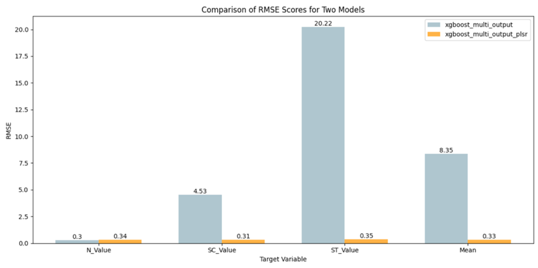 Comparison of RMSE Scores for Two Models
xgboost_multi_output
xgboost_multi_output_plsr
RMSE
20.0
17.5
15.0
12.5
10.0
7.5
5.0
2.5
0.0
0.3
0.34
4.53
0.31
20.22
0.35
8.35
0.33
N_Value
SC_Value
ST_Value
Mean
Target Variable